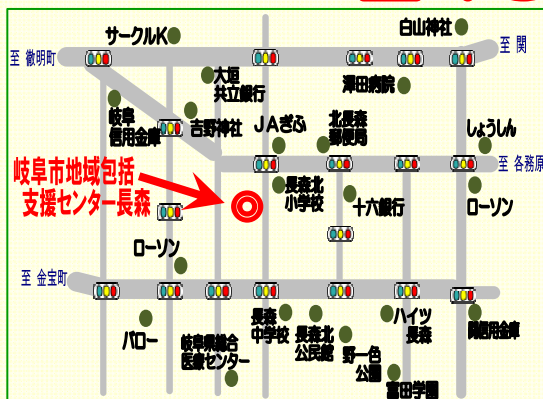 サークルK
白山神社
至 徹明町
至 関
大垣
共立銀行
澤田病院
岐阜
信用金庫
吉野神社
JAぎふ
北長森
郵便局
しょうしん
至 各務原
岐阜市地域包括
支援センター長森
長森北
小学校
十六銀行
ローソン
ローソン
至 金宝町
バロー
岐阜県総合
医療センター
長森
中学校
長森北
公民館
野一色
公園
ハイツ
長森
関信用金庫
富田学園